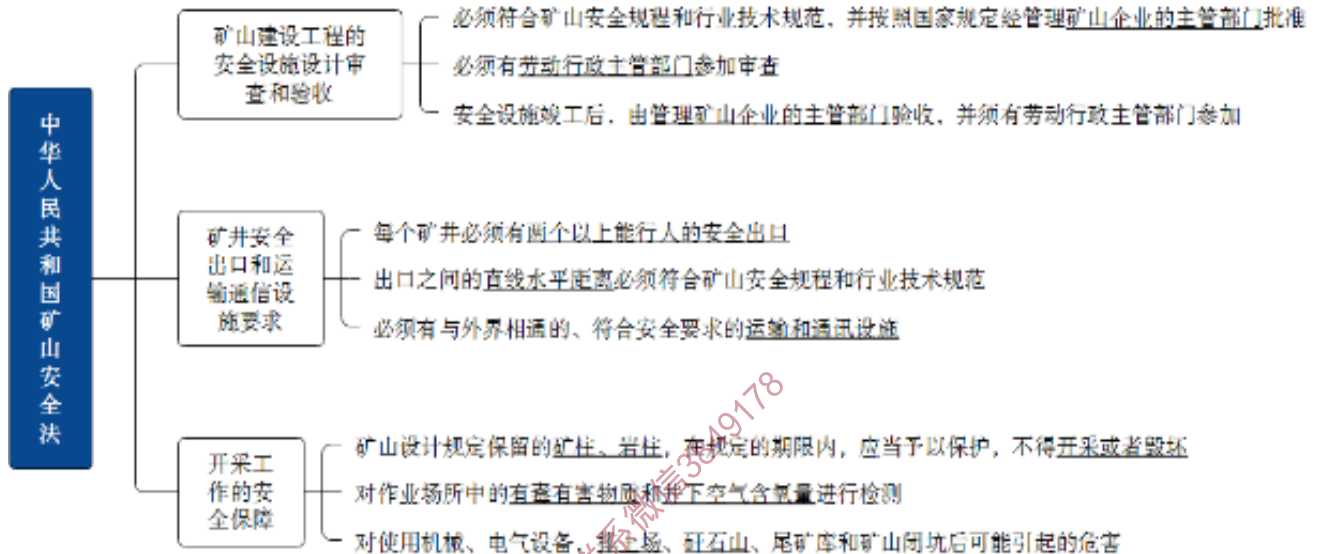 中华人民共和国矿山安全法
矿山建设工程的
安全设施设计审
查和验收
必须符合矿山安全规程和行业技术规范，并按照国家规定经管理矿山企业的主管部门批准
必须有劳动行政主管部门参加审查
安全设施竣工后，由管理矿山企业的主管部门验收，并须有劳动行政主管部门参加
矿井安全
出口和运
输通信设
施要求
每个矿井必须有两个以上能行人的安全出口
出口之间的直线水平距离必须符合矿山安全规程和行业技术规范
必须有与外界相通的、符合安全要求的运输和通讯设施
开采工
作的安
全保障
矿山设计规定保留的矿柱、岩柱，在规定的期限内，应当予以保护，不得开采或者毁坏
对作业场所中的有毒有害物质和井下空气含氧量进行检测
对使用机械、电气设备，排土场、矸石山、尾矿库和矿山闭坑后可能引起的危害
系微信3849178